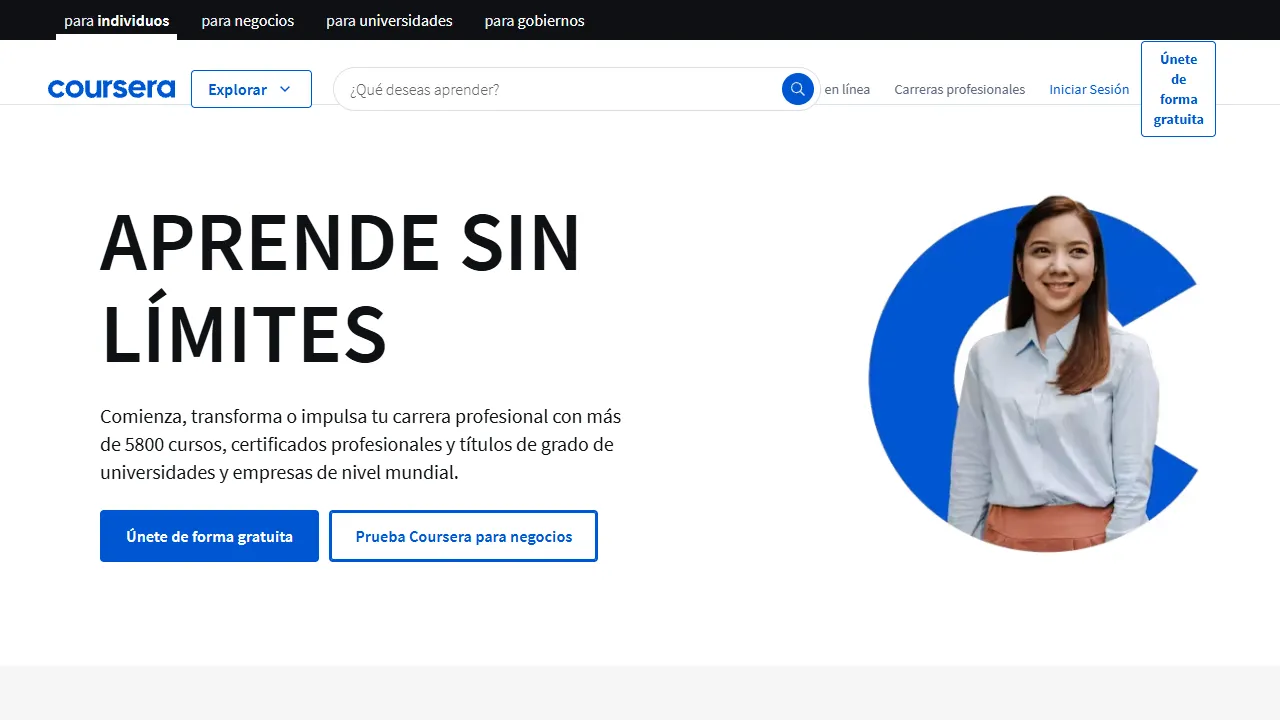 para individuos para negocios para universidades para gobiernos
coursera Explorar ¿Qué deseas aprender? en línea Carreras profesionales Iniciar Sesión
Únete
de
forma
gratuita
APRENDE SIN
LÍMITES
Comienza, transforma o impulsa tu carrera profesional con más
de 5800 cursos, certificados profesionales y títulos de grado de
universidades y empresas de nivel mundial.
Únete de forma gratuita Prueba Coursera para negocios